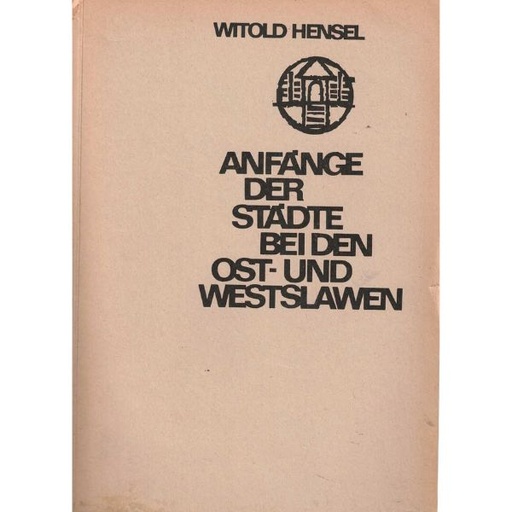 WITOLD HENSEL
ANFÄNGE
DER
STÄDTE
BEI DEN
OST- UND
WESTSLAWEN